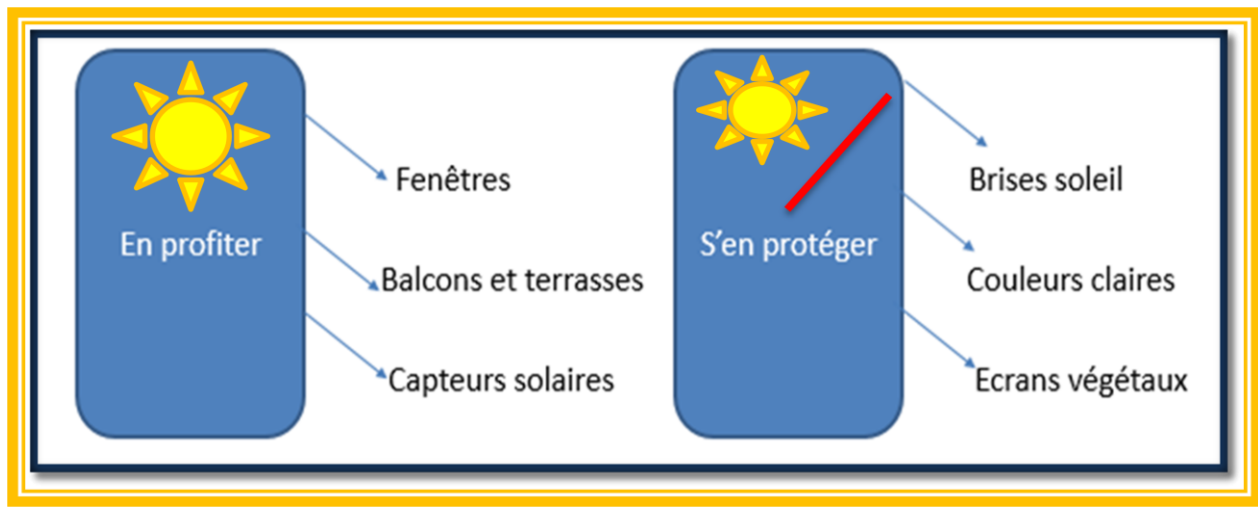 En profiter
Fenêtres
Balcons et terrasses
Capteurs solaires
S'en protéger
Brises soleil
Couleurs claires
Ecrans végétaux